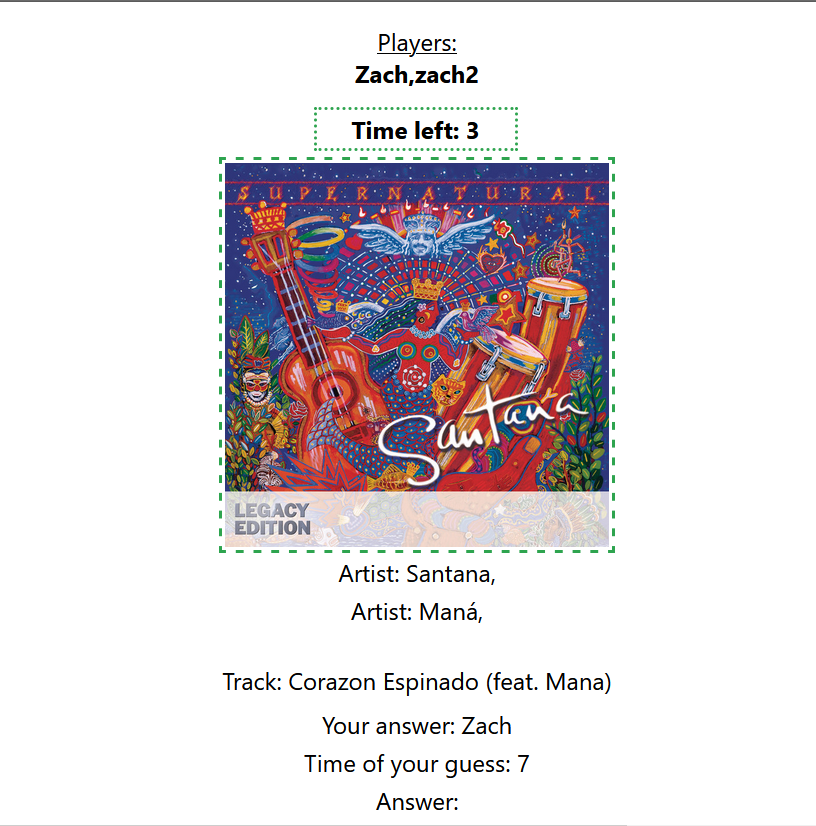 Players:
Zach,zach2
Time left: 3
SUPERNATURAL
Santana
LEGACY
EDITION
Artist: Santana,
Artist: Maná,
Track: Corazon Espinado (feat. Mana)
Your answer: Zach
Time of your guess: 7
Answer: